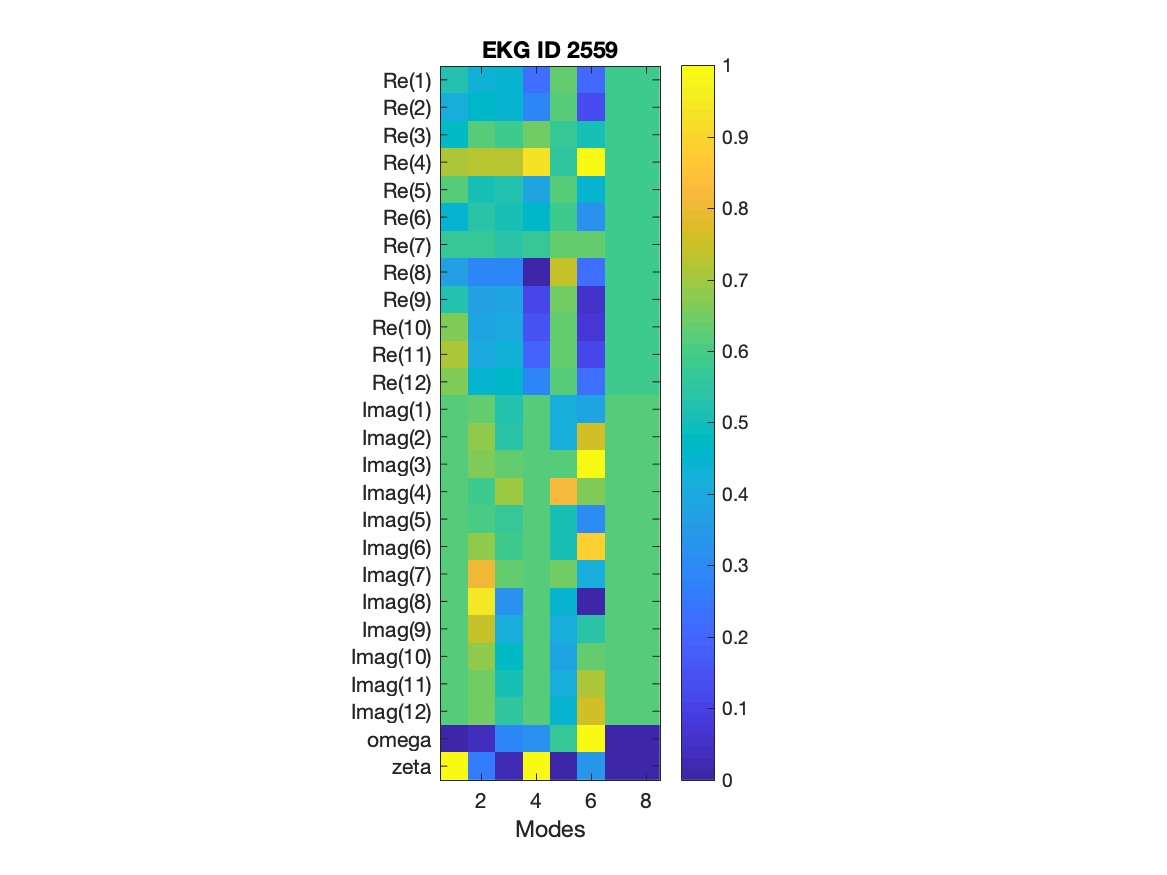 EKG ID 2559
Re(1)
Re(2)
Re(3)
Re(4)
Re(5)
Re(6)
Re(7)
Re(8)
Re(9)
Re(10)
Re(11)
Re(12)
Imag(1)
Imag(2)
Imag(3)
Imag(4)
Imag(5)
Imag(6)
Imag(7)
Imag(8)
Imag(9)
Imag(10)
Imag(11)
Imag(12)
omega
zeta
2 4 6 8
Modes
1
0.9
0.8
0.7
0.6
0.5
0.4
0.3
0.2
0.1
0